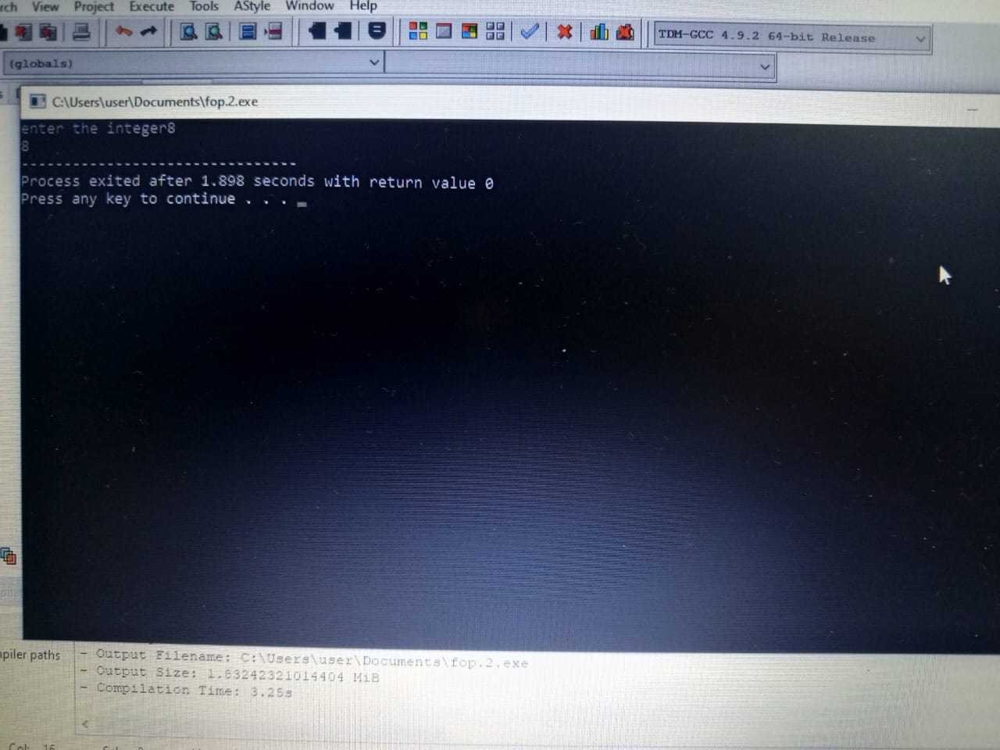 View Project Execute Tools AStyle Window Help
TDM-GCC 4.9.2 64-bit Release
(globals)
C:\Users\user\Documents\fop.2.exe
enter the integer8
8
--------------------------------
Process exited after 1.898 seconds with return value 0
Press any key to continue . . .
paths
- Output Filename: C:\Users\user\Documents\fop.2.exe
- Output Size: 1.83242321014404 MiB
- Compilation Time: 3.25s
Col: 16